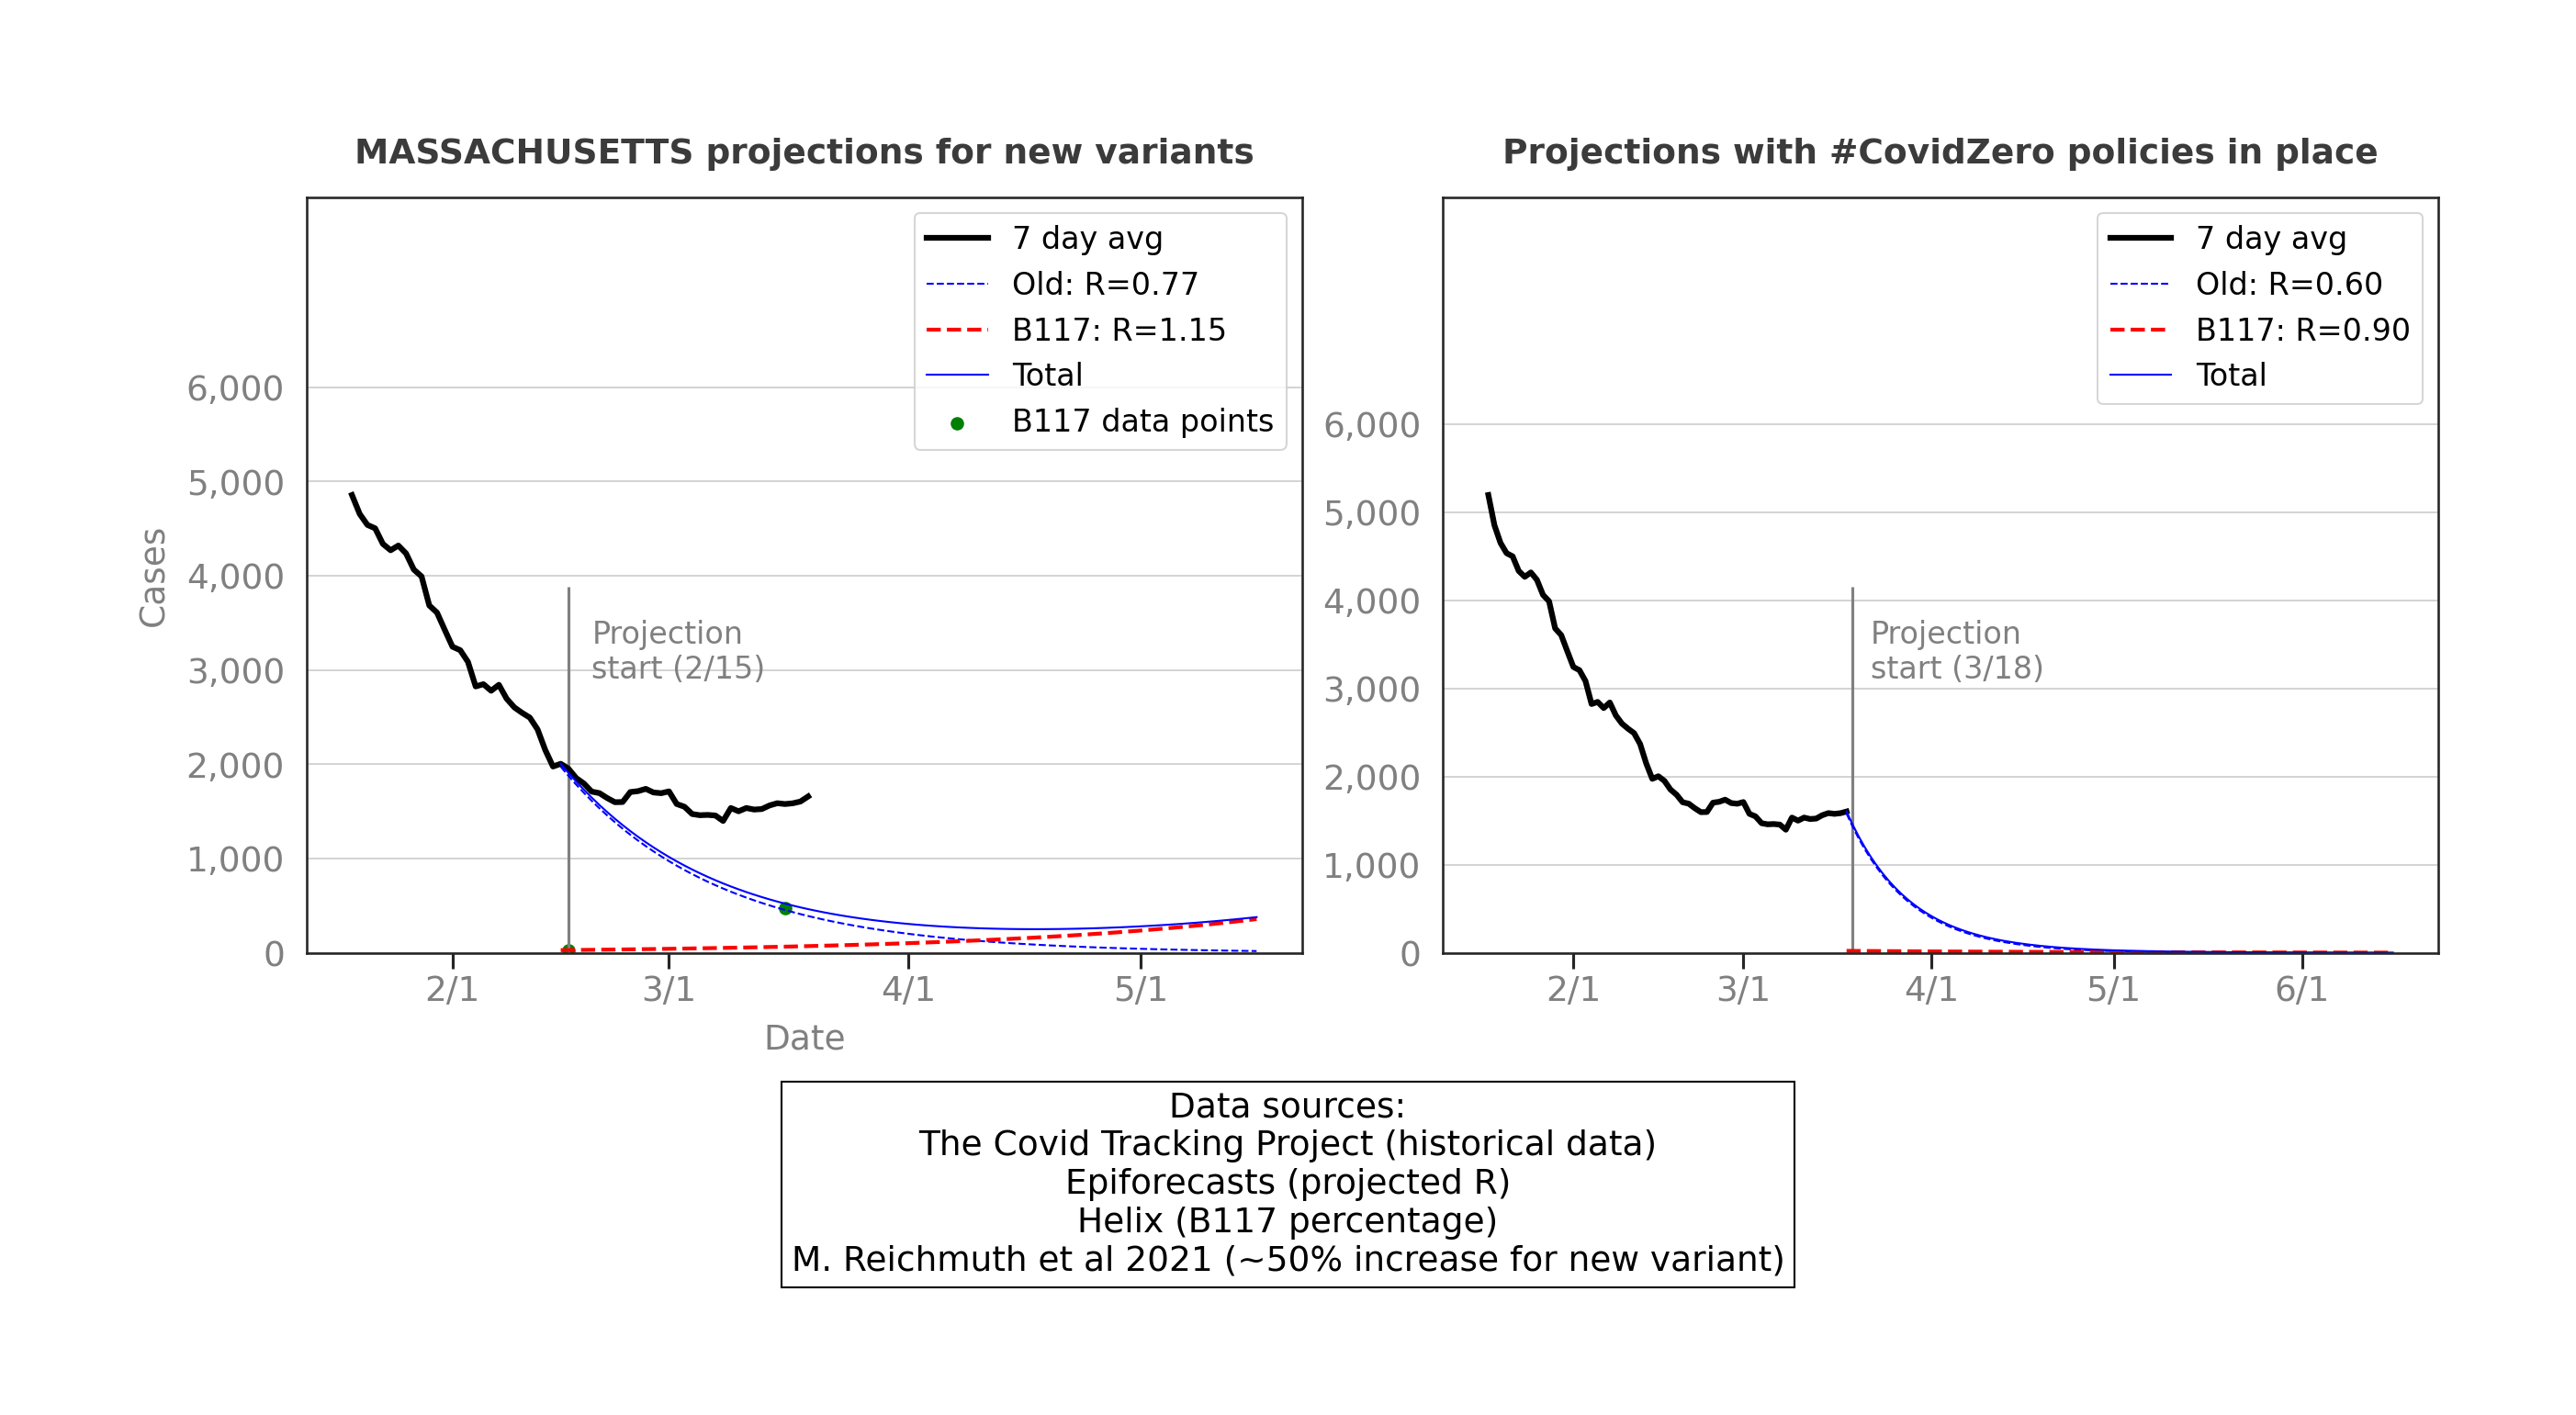 MASSACHUSETTS projections for new variants
7 day avg
Old: R=0.77
B117: R=1.15
Total
B117 data points
6,000
5,000
4,000
3,000
2,000
1,000
0
Cases
Projection
start (2/15)
2/1
3/1
4/1
5/1
Date
Projections with #CovidZero policies in place
7 day avg
Old: R=0.60
B117: R=0.90
Total
6,000
5,000
4,000
3,000
2,000
1,000
0
Projection
start (3/18)
2/1
3/1
4/1
5/1
6/1
Data sources:
The Covid Tracking Project (historical data)
Epiforecasts (projected R)
Helix (B117 percentage)
M. Reichmuth et al 2021 (~50% increase for new variant)